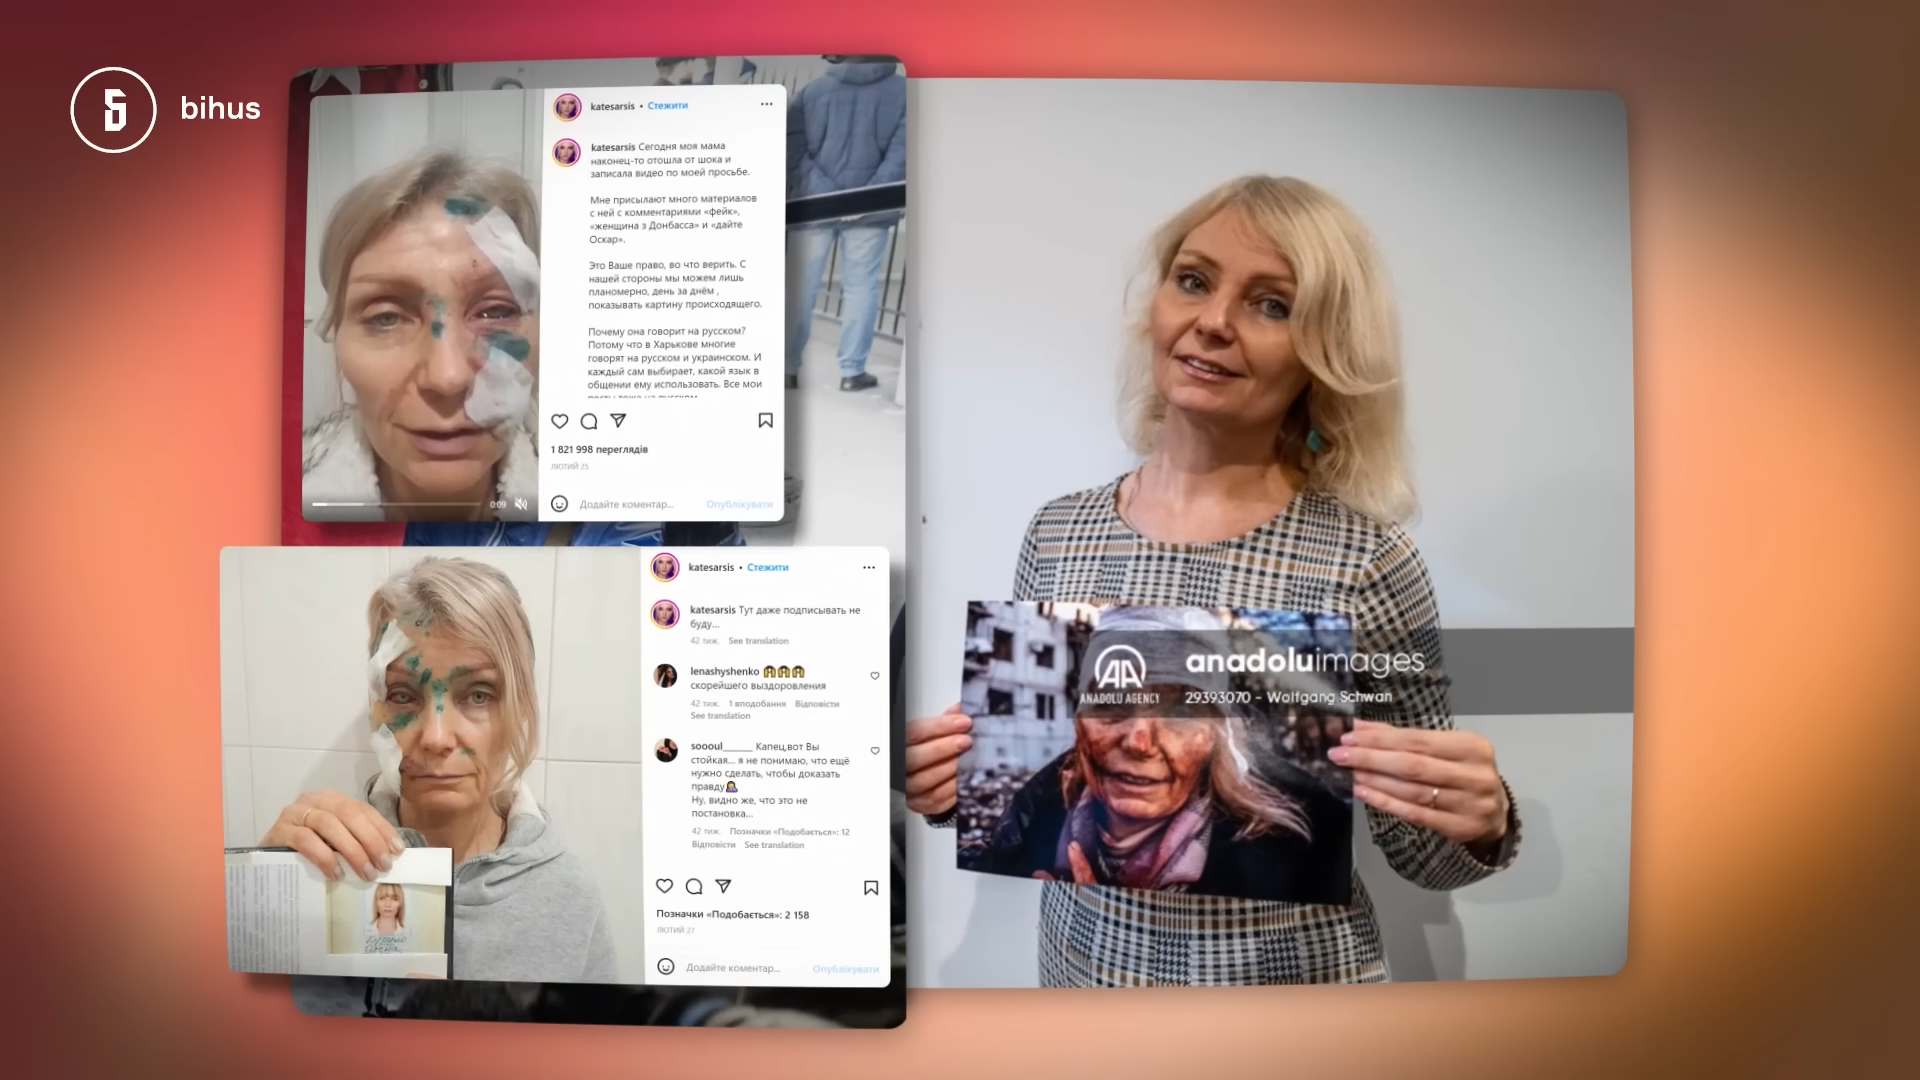 bihus
katesarsis • Стежити
katesarsis Сегодня моя мама
наконец-то отошла от шока и
записала видео по моей просьбе.
Мне присылают много материалов
с ней с комментариями «фейк»,
«женщина з Донбасса» и «дайте
Оскар».
Это Ваше право, во что верить. С
нашей стороны мы можем лишь
планомерно, день за днём ,
показывать картину происходящего.
Почему она говорит на русском?
Потому что в Харькове многие
говорят на русском и украинском. И
каждый сам выбирает, какой язык в
общении ему использовать. Все мои
1 821 998 переглядів
ЛЮТИЙ 25
0:09
Додайте коментар...
Опублікувати
katesarsis • Стежити
katesarsis Тут даже подписывать не
буду...
42 тиж. See translation
lenashyshenko
скорейшего выздоровления
42 тиж. 1 вподобання Відповісти
See translation
soooul______ Капец,вот Вы
стойкая... я не понимаю, что ещё
нужно сделать, чтобы доказать
правду
Ну, видно же, что это не
постановка...
42 тиж. Позначки «Подобається»: 12
Відповісти See translation
Позначки «Подобається»: 2 158
ЛЮТИЙ 27
Додайте коментар...
Опублікувати
AA
ANADOLU AGENCY
anadoluimages
29393070 - Wolfgang Schwan